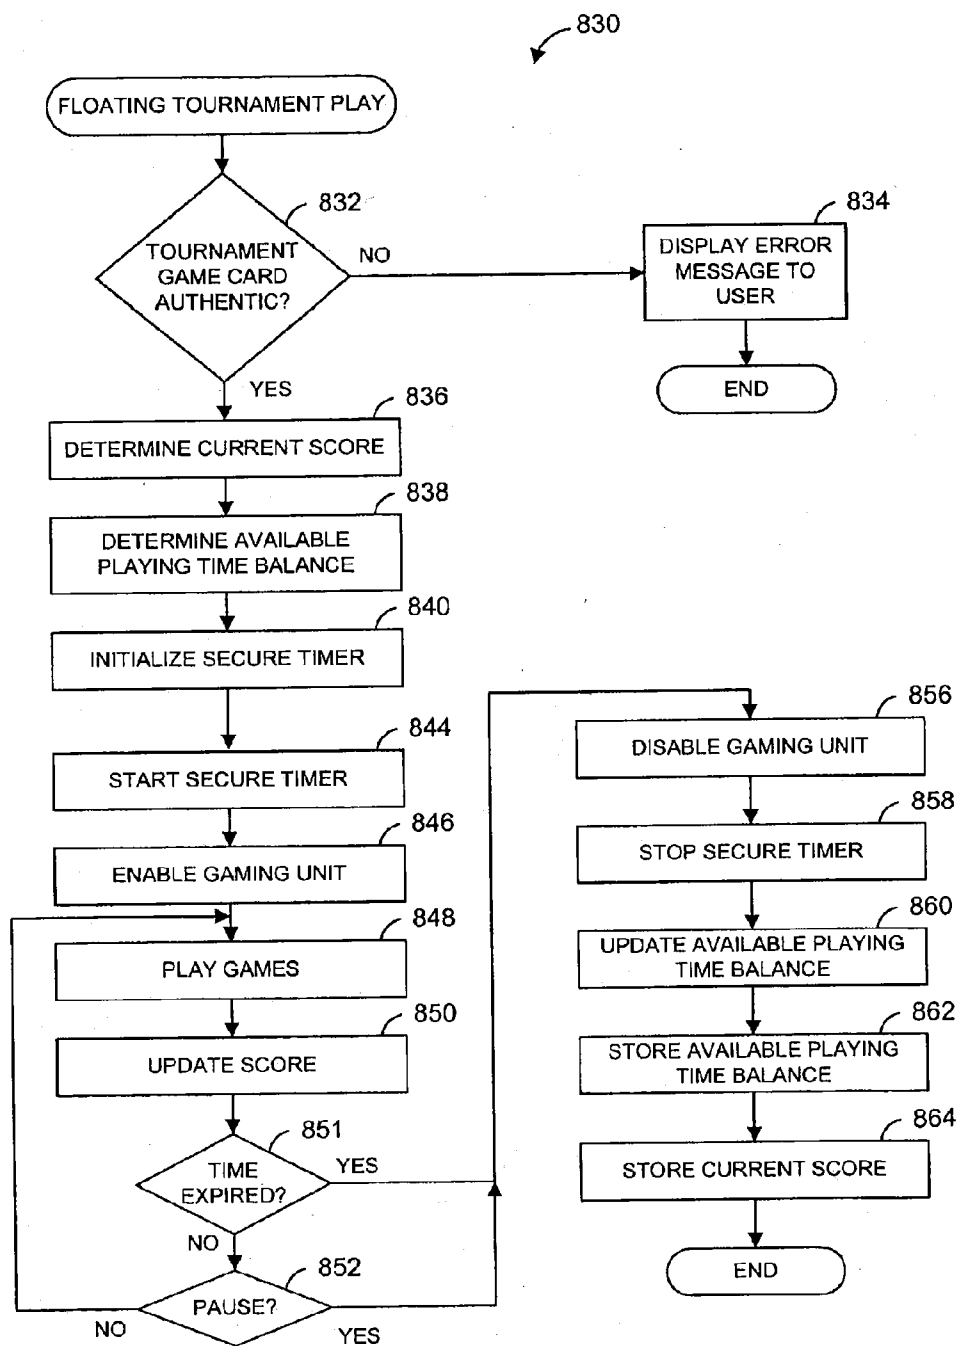 830
FLOATING TOURNAMENT PLAY
832
TOURNAMENT
GAME CARD
AUTHENTIC?
NO
YES
834
DISPLAY ERROR
MESSAGE TO
USER
END
836
DETERMINE CURRENT SCORE
838
DETERMINE AVAILABLE
PLAYING TIME BALANCE
840
INITIALIZE SECURE TIMER
844
START SECURE TIMER
846
ENABLE GAMING UNIT
848
PLAY GAMES
850
UPDATE SCORE
851
TIME
EXPIRED?
YES
NO
852
PAUSE?
NO
YES
856
DISABLE GAMING UNIT
858
STOP SECURE TIMER
860
UPDATE AVAILABLE PLAYING
TIME BALANCE
862
STORE AVAILABLE PLAYING
TIME BALANCE
864
STORE CURRENT SCORE
END